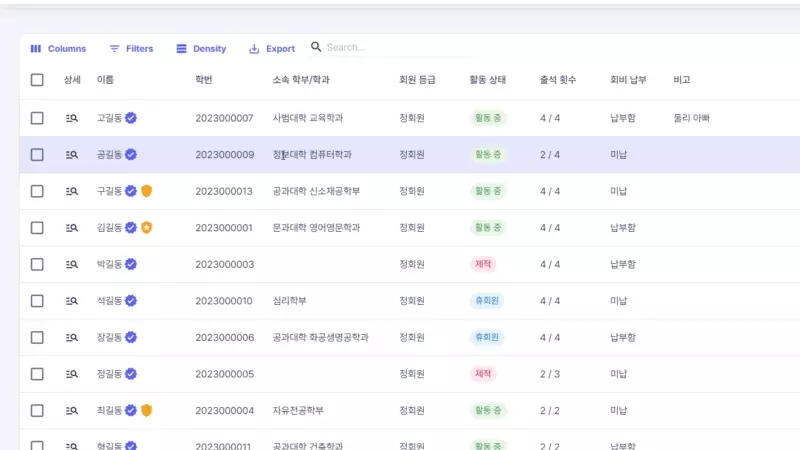 Columns Filters Density Export Search...
상세 이름 학번 소속 학부/학과 회원 등급 활동 상태 출석 횟수 회비 납부 비고
고길동 2023000007 사범대학 교육학과 정회원 활동 중 4 / 4 납부함 둘리 아빠
공길동 2023000009 정보대학 컴퓨터학과 정회원 활동 중 2 / 4 미납
구길동 2023000013 공과대학 신소재공학부 정회원 활동 중 4 / 4 미납
김길동 2023000001 문과대학 영어영문학과 정회원 활동 중 4 / 4 납부함
박길동 2023000003 정회원 제적 4 / 4 납부함
석길동 2023000010 심리학부 정회원 휴회원 4 / 4 미납
장길동 2023000006 공과대학 화공생명공학과 정회원 휴회원 4 / 4 납부함
정길동 2023000005 정회원 제적 2 / 3 미납
최길동 2023000004 자유전공학부 정회원 활동 중 2 / 2 미납
형길동 2023000011 공과대학 건축학과 정회원 활동 중 2 / 2 납부함